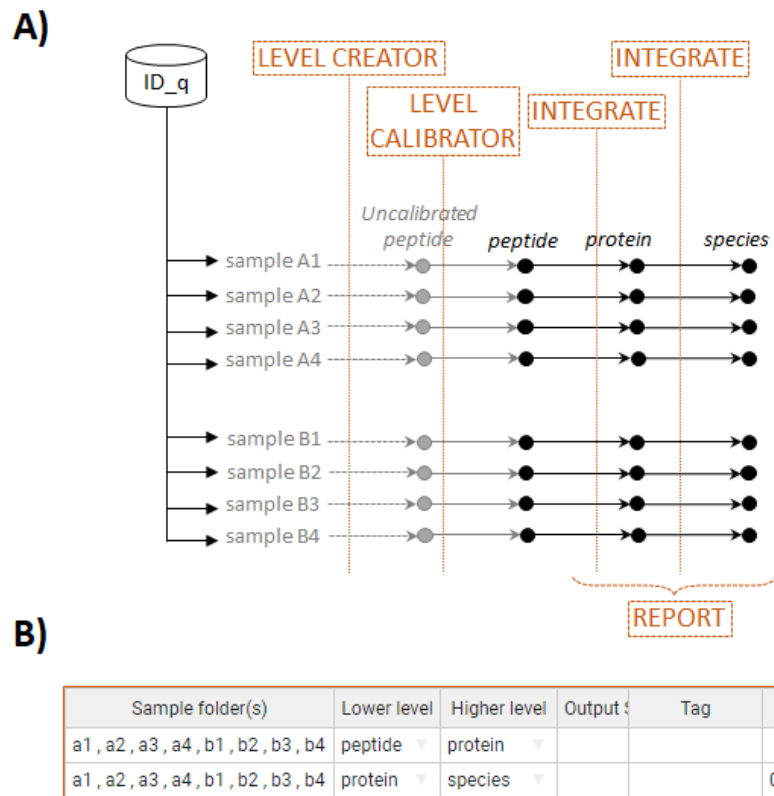 A)
ID_q
LEVEL CREATOR
INTEGRATE
LEVEL
CALIBRATOR
INTEGRATE
Uncalibrated
peptide
peptide
protein
species
sample A1
sample A2
sample A3
sample A4
sample B1
sample B2
sample B3
sample B4
REPORT
B)
Sample folder(s) Lower level Higher level Output Tag
a1 , a2 , a3 , a4 , b1 , b2 , b3 , b4 peptide protein
a1 , a2 , a3 , a4 , b1 , b2 , b3 , b4 protein species